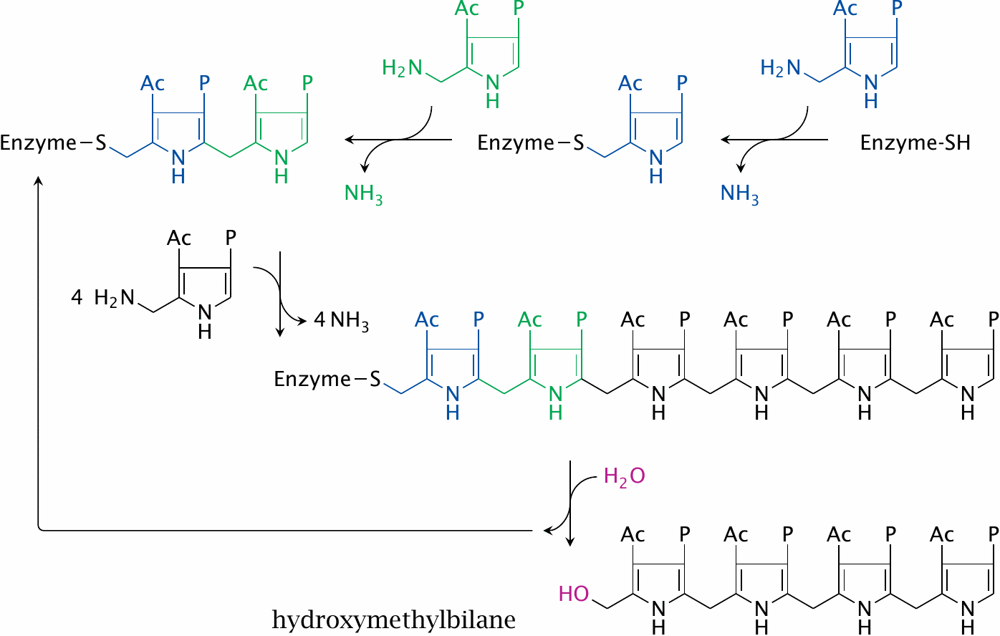 Ac P
H₂N N H
Ac P
H₂N N H
Ac P Ac P
Enzyme–S N H N H
Ac P
Enzyme–S N H
Enzyme-SH
NH₃
NH₃
Ac P
4 H₂N N H
4 NH₃
Ac P Ac P Ac P Ac P Ac P Ac P
Enzyme–S N H N H N H N H N H N H
H₂O
Ac P Ac P Ac P Ac P
HO N H N H N H N H
hydroxymethylbilane